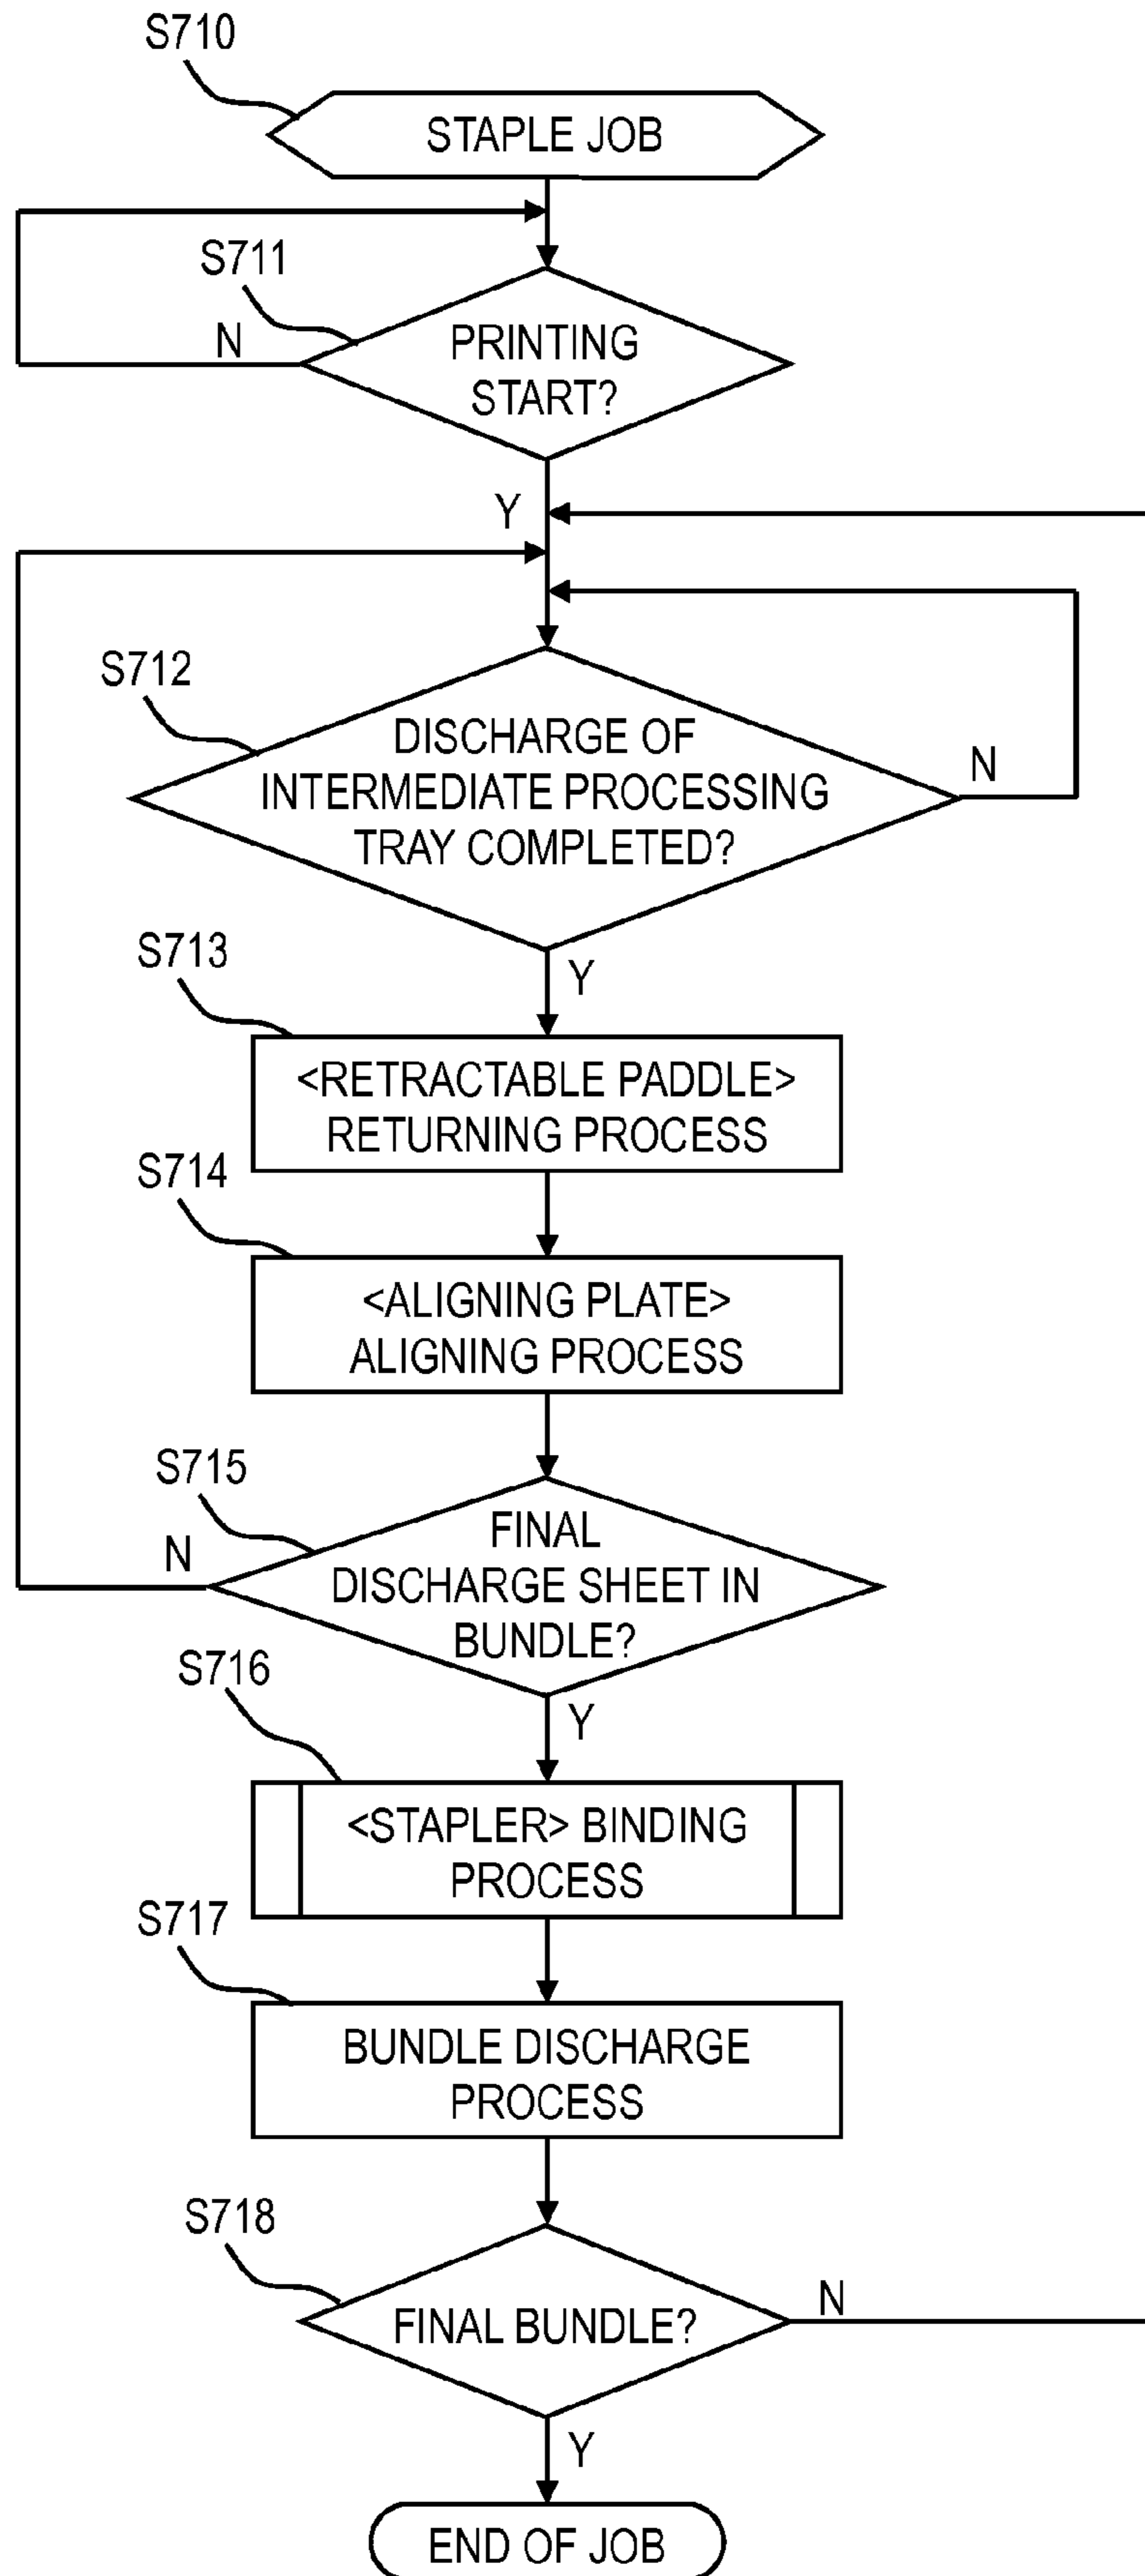 S710
STAPLE JOB
S711
N
PRINTING
START?
Y
S712
DISCHARGE OF
INTERMEDIATE PROCESSING
TRAY COMPLETED?
N
S713
Y
<RETRACTABLE PADDLE>
RETURNING PROCESS
S714
<ALIGNING PLATE>
ALIGNING PROCESS
S715
N
FINAL
DISCHARGE SHEET IN
BUNDLE?
S716
Y
<STAPLER> BINDING
PROCESS
S717
BUNDLE DISCHARGE
PROCESS
S718
FINAL BUNDLE?
N
Y
END OF JOB